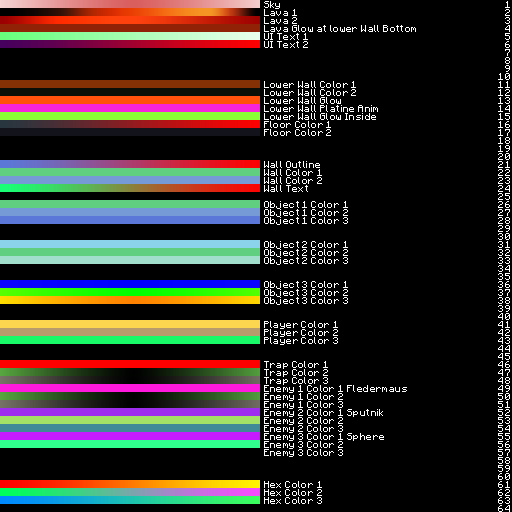 Sky 1
Lava 1 2
Lava 2 3
Lava Glow at lower Wall Bottom 4
UI Text 1 5
UI Text 2 6
7
8
9
10
Lower Wall Color 1 11
Lower Wall Color 2 12
Lower Wall Glow 13
Lower Wall Platine Anim 14
Lower Wall Glow Inside 15
Floor Color 1 16
Floor Color 2 17
18
19
20
Wall Outline 21
Wall Color 1 22
Wall Color 2 23
Wall Text 24
25
Object1 Color 1 26
Object1 Color 2 27
Object1 Color 3 28
29
30
Object2 Color 1 31
Object2 Color 2 32
Object2 Color 3 33
34
35
Object3 Color 1 36
Object3 Color 2 37
Object3 Color 3 38
39
40
Player Color 1 41
Player Color 2 42
Player Color 3 43
44
45
Trap Color 1 46
Trap Color 2 47
Trap Color 3 48
Enemy 1 Color 1 Fledermaus 49
Enemy 1 Color 2 50
Enemy 1 Color 3 51
Enemy 2 Color 1 Sputnik 52
Enemy 2 Color 2 53
Enemy 2 Color 3 54
Enemy 3 Color 1 Sphere 55
Enemy 3 Color 2 56
Enemy 3 Color 3 57
58
59
60
Hex Color 1 61
Hex Color 2 62
Hex Color 3 63
64